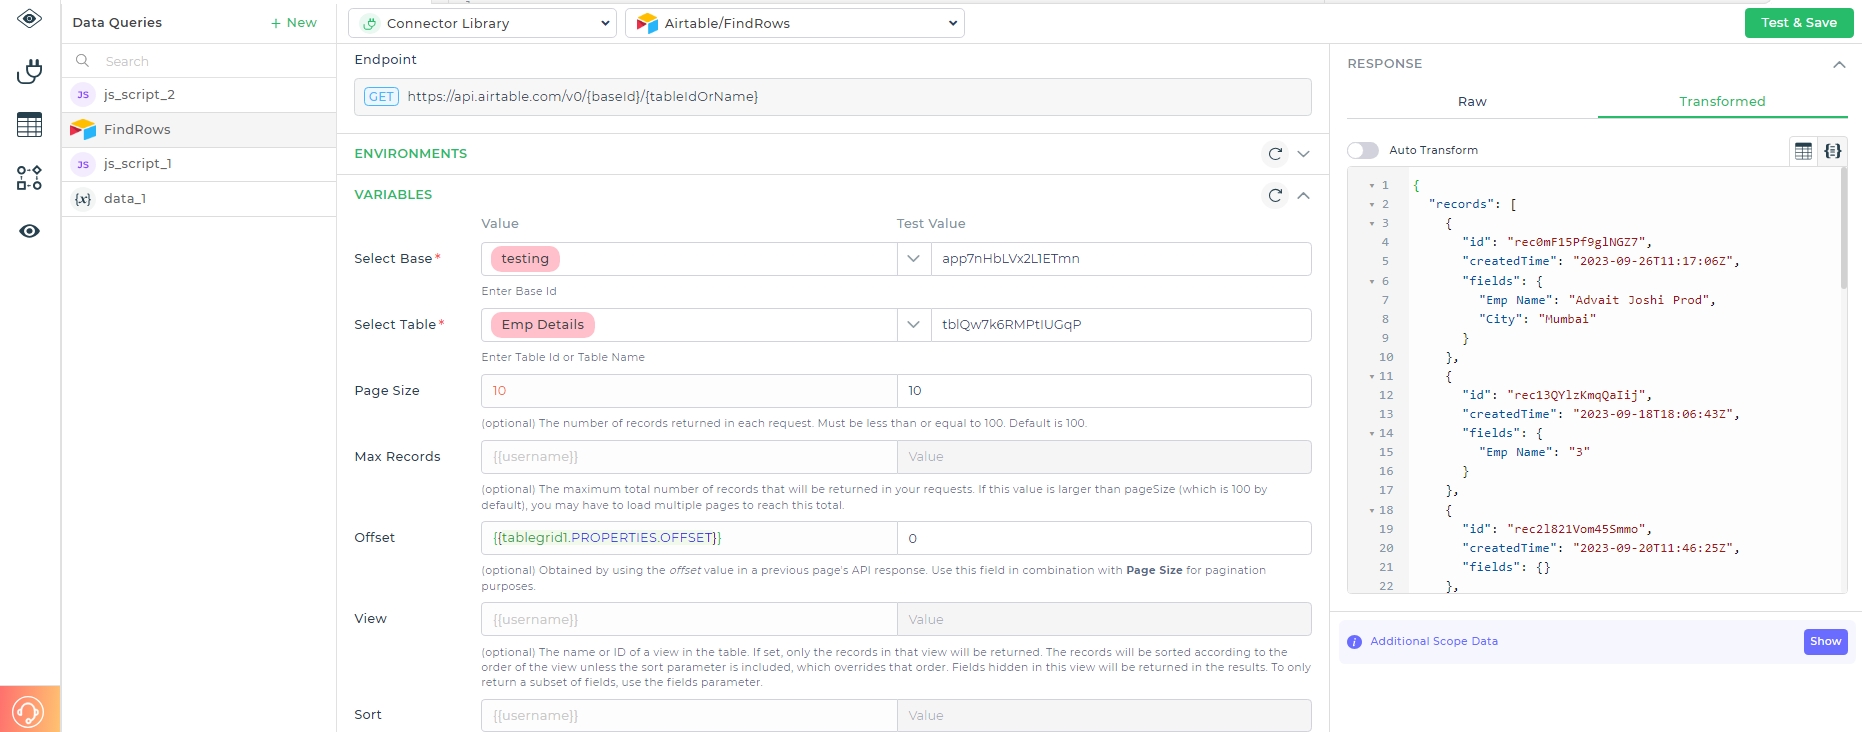 Data Queries
+ New
Search
JS js_script_2
FindRows
JS js_script_1
{x} data_1
Connector Library
Airtable/FindRows
Test & Save
Endpoint
GET https://api.airtable.com/v0/{baseId}/{tableIdOrName}
ENVIRONMENTS
VARIABLES
Value Test Value
Select Base* testing app7nHbLVx2L1ETmn
Enter Base Id
Select Table* Emp Details tblQw7k6RMPtIUGqP
Enter Table Id or Table Name
Page Size 10 10
(optional) The number of records returned in each request. Must be less than or equal to 100. Default is 100.
Max Records {{username}} Value
(optional) The maximum total number of records that will be returned in your requests. If this value is larger than pageSize (which is 100 by
default), you may have to load multiple pages to reach this total.
Offset {{tablegrid1.PROPERTIES.OFFSET}} 0
(optional) Obtained by using the offset value in a previous page's API response. Use this field in combination with Page Size for pagination
purposes.
View {{username}} Value
(optional) The name or ID of a view in the table. If set, only the records in that view will be returned. The records will be sorted according to the
order of the view unless the sort parameter is included, which overrides that order. Fields hidden in this view will be returned in the results. To only
return a subset of fields, use the fields parameter.
Sort {{username}} Value
RESPONSE
Raw Transformed
Auto Transform
1 {
2 "records": [
3 {
4 "id": "rec0mF15Pf9glNGZ7",
5 "createdTime": "2023-09-26T11:17:06Z",
6 "fields": {
7 "Emp Name": "Advait Joshi Prod",
8 "City": "Mumbai"
9 }
10 },
11 {
12 "id": "rec13QYlzKmqQaIij",
13 "createdTime": "2023-09-18T18:06:43Z",
14 "fields": {
15 "Emp Name": "3"
16 }
17 },
18 {
19 "id": "rec2l821Vom45Smmo",
20 "createdTime": "2023-09-20T11:46:25Z",
21 "fields": {}
22 },
Additional Scope Data
Show